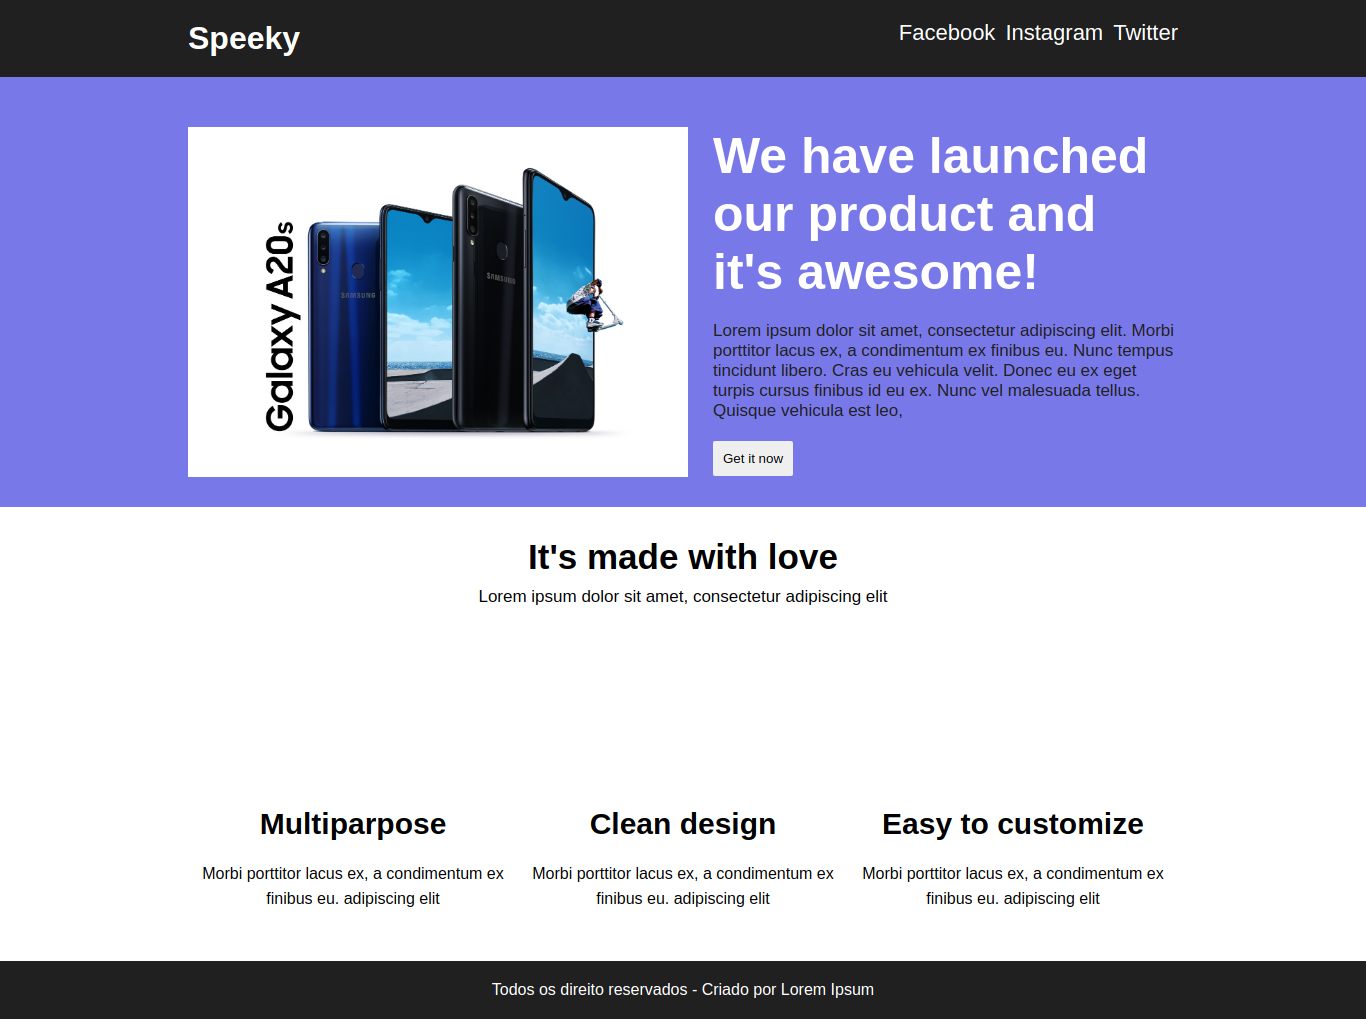 Speeky
Facebook Instagram Twitter
Galaxy A20s
SAMSUNG
SAMSUNG
We have launched
our product and
it's awesome!
Lorem ipsum dolor sit amet, consectetur adipiscing elit. Morbi
porttitor lacus ex, a condimentum ex finibus eu. Nunc tempus
tincidunt libero. Cras eu vehicula velit. Donec eu ex eget
turpis cursus finibus id eu ex. Nunc vel malesuada tellus.
Quisque vehicula est leo,
Get it now
It's made with love
Lorem ipsum dolor sit amet, consectetur adipiscing elit
Multiparpose
Morbi porttitor lacus ex, a condimentum ex
finibus eu. adipiscing elit
Clean design
Morbi porttitor lacus ex, a condimentum ex
finibus eu. adipiscing elit
Easy to customize
Morbi porttitor lacus ex, a condimentum ex
finibus eu. adipiscing elit
Todos os direito reservados - Criado por Lorem Ipsum